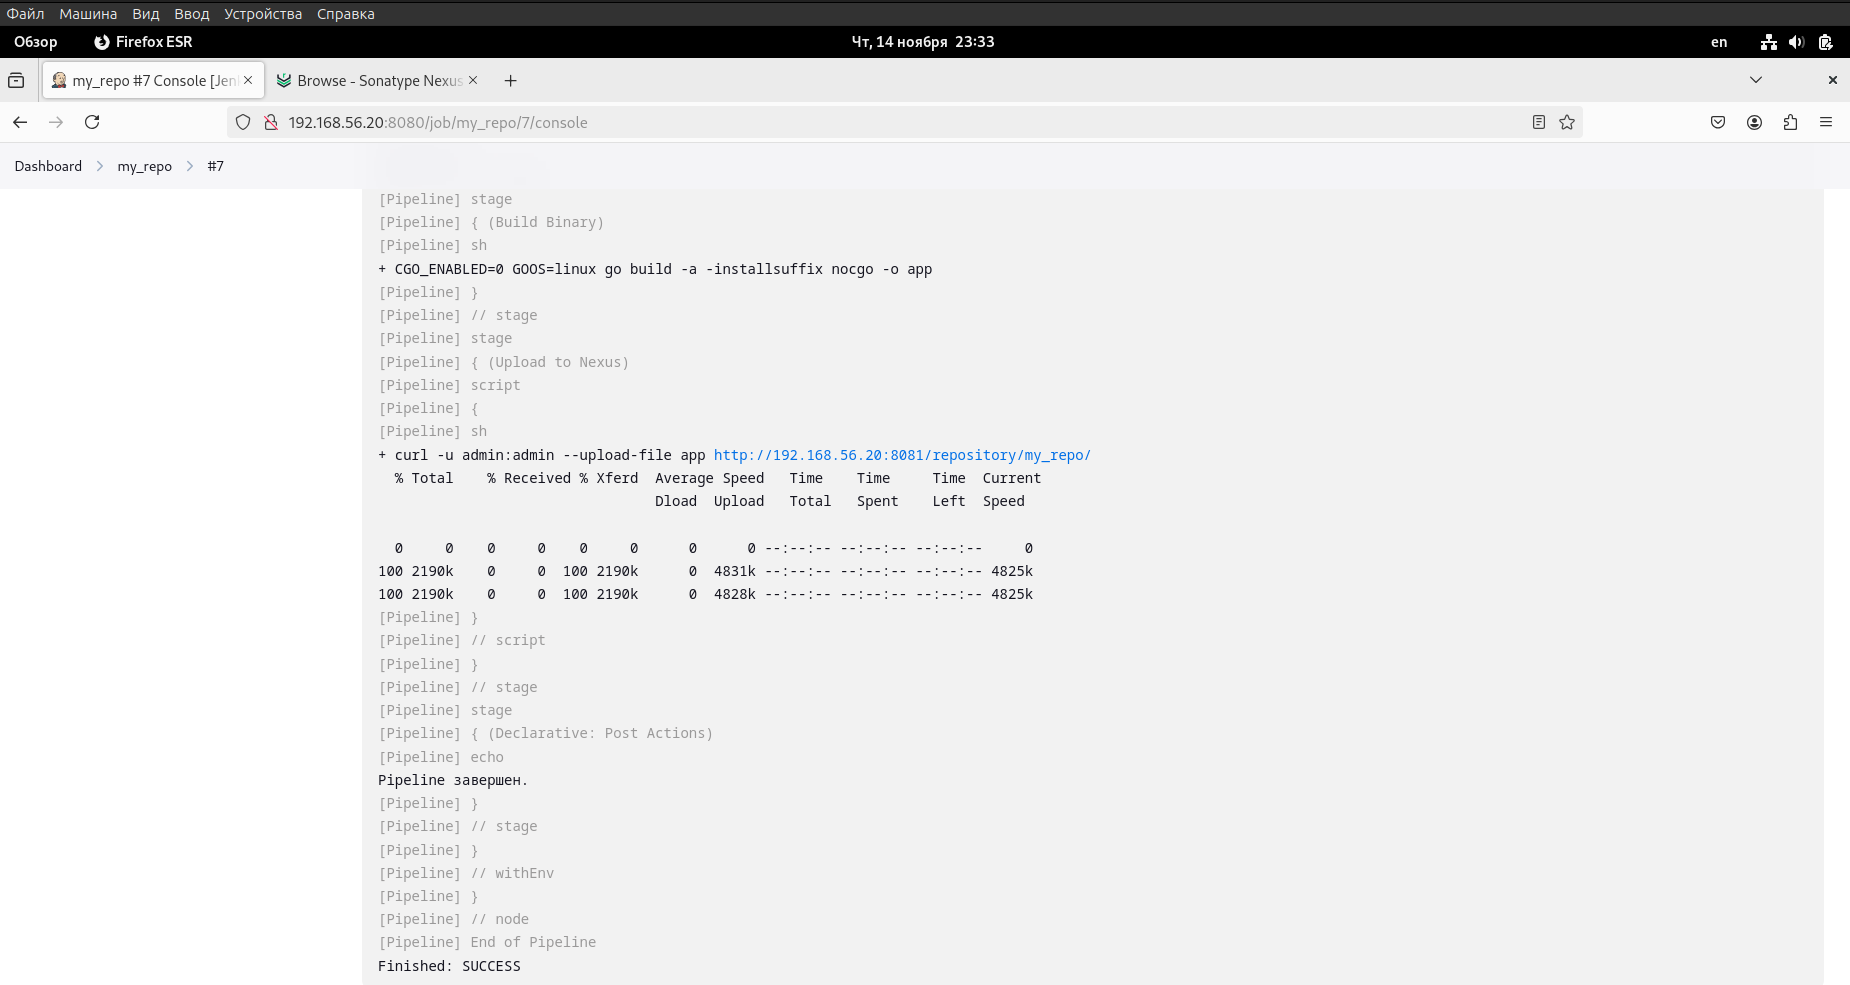 Файл Машина Вид Ввод Устройства Справка
Обзор Firefox ESR Чт, 14 ноября 23:33 en
my_repo #7 Console [Jen Browse - Sonatype Nexus
192.168.56.20:8080/job/my_repo/7/console
Dashboard my_repo #7
[Pipeline] stage
[Pipeline] { (Build Binary)
[Pipeline] sh
+ CGO_ENABLED=0 GOOS=linux go build -a -installsuffix nocgo -o app
[Pipeline] }
[Pipeline] // stage
[Pipeline] stage
[Pipeline] { (Upload to Nexus)
[Pipeline] script
[Pipeline] {
[Pipeline] sh
+ curl -u admin:admin --upload-file app http://192.168.56.20:8081/repository/my_repo/
  % Total    % Received % Xferd  Average Speed   Time    Time     Time  Current
                                 Dload  Upload   Total   Spent    Left  Speed
  0     0    0     0    0     0      0      0 --:--:-- --:--:-- --:--:--     0
100 2190k    0     0  100 2190k      0  4831k --:--:-- --:--:-- --:--:-- 4825k
100 2190k    0     0  100 2190k      0  4828k --:--:-- --:--:-- --:--:-- 4825k
[Pipeline] }
[Pipeline] // script
[Pipeline] }
[Pipeline] // stage
[Pipeline] stage
[Pipeline] { (Declarative: Post Actions)
[Pipeline] echo
Pipeline завершен.
[Pipeline] }
[Pipeline] // stage
[Pipeline] }
[Pipeline] // withEnv
[Pipeline] }
[Pipeline] // node
[Pipeline] End of Pipeline
Finished: SUCCESS